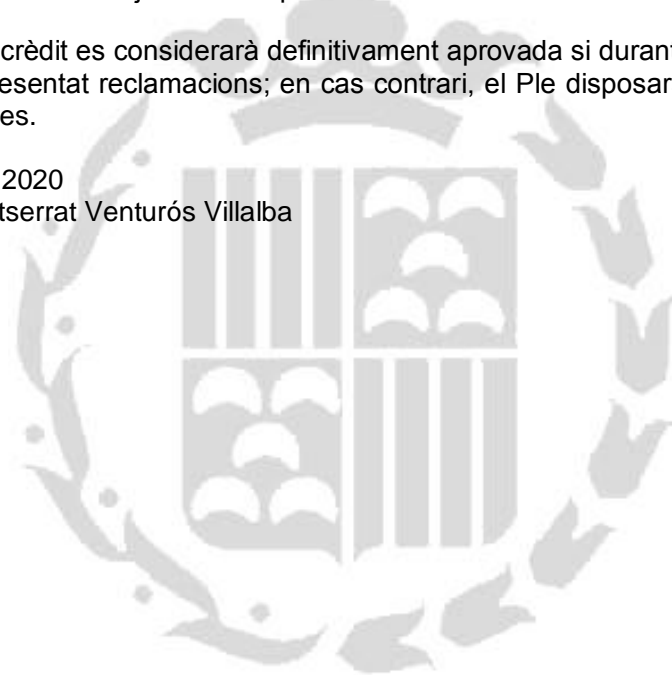 crèdit es considerarà definitivament aprovada si durant
esentat reclamacions; en cas contrari, el Ple disposar
es.
2020
tserrat Venturós Villalba